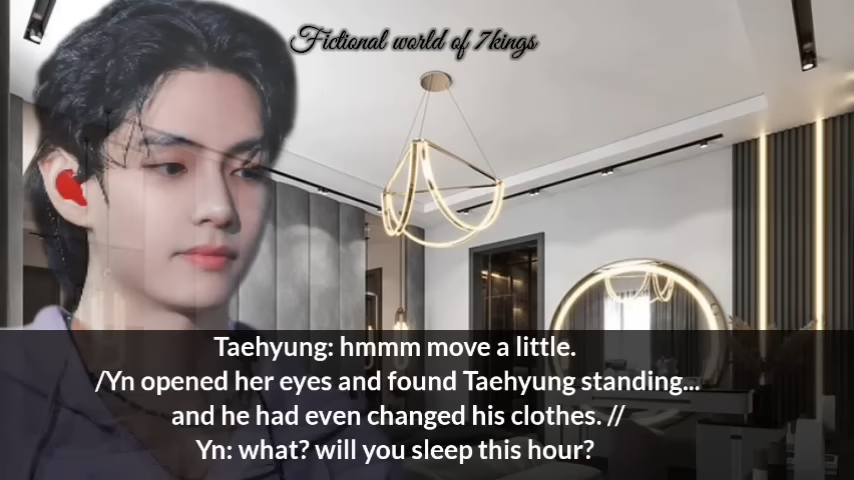 Fictional world of 7kings
Taehyung: hmmm move a little.
/Yn opened her eyes and found Taehyung standing...
and he had even changed his clothes. //
Yn: what? will you sleep this hour?